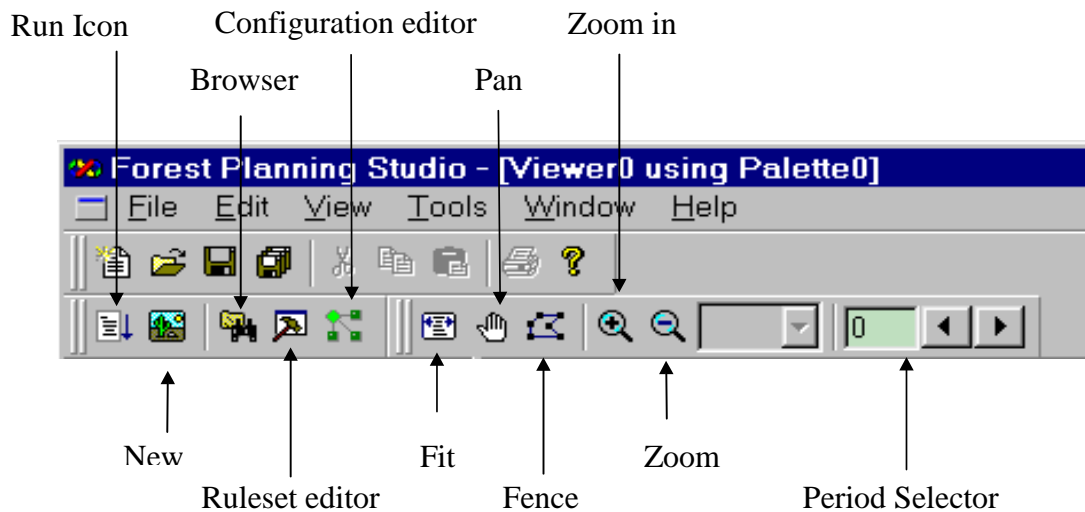 Run Icon Configuration editor Zoom in
Browser Pan
Forest Planning Studio - [Viewer0 using Palette0]
File Edit View Tools Window Help
0
New Fit Zoom
Ruleset editor Fence Period Selector